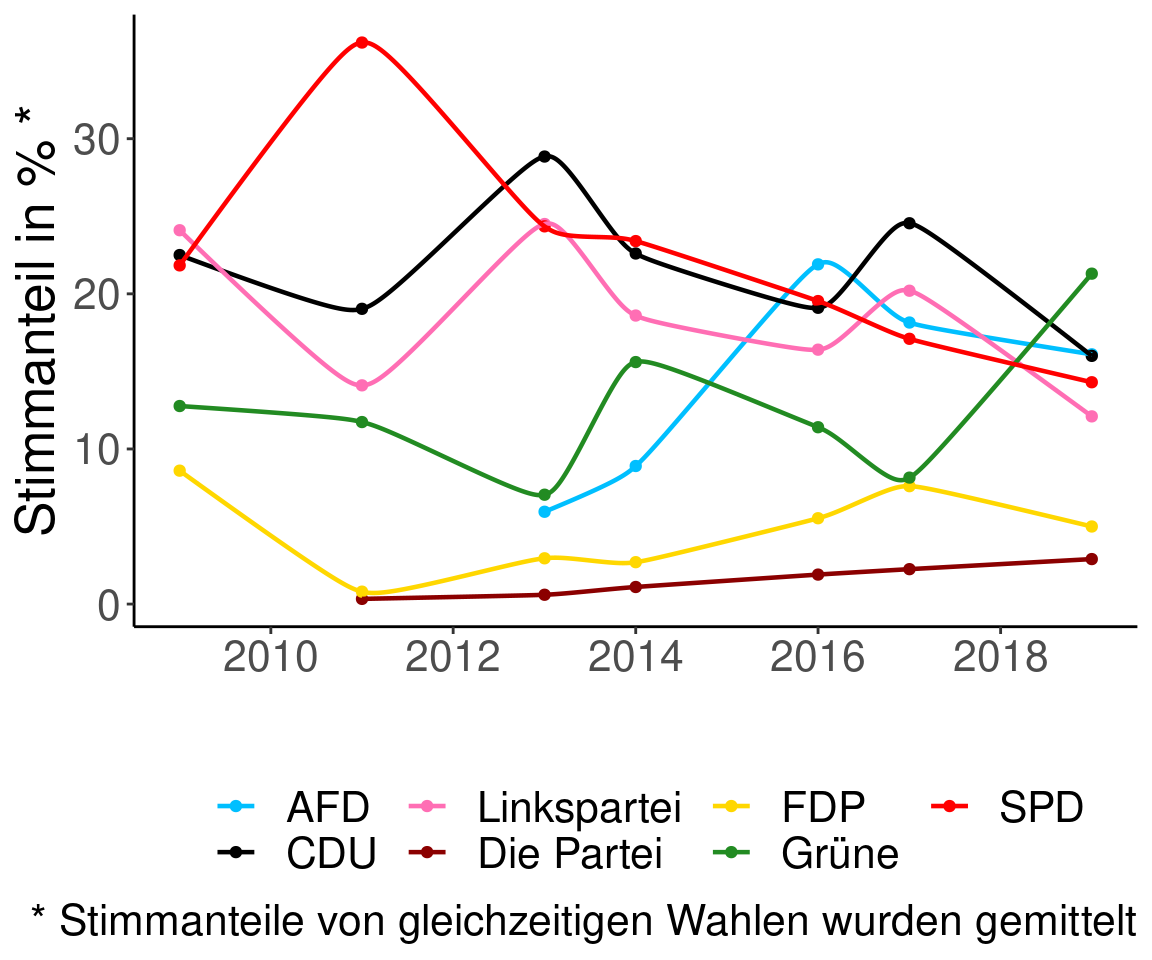 Stimmanteil in % *
30
20
10
0
2010 2012 2014 2016 2018
AFD Linkspartei FDP SPD
CDU Die Partei Grüne
* Stimmanteile von gleichzeitigen Wahlen wurden gemittelt